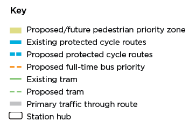 Key
Proposed/future pedestrian priority zone
Existing protected cycle routes
Proposed protected cycle routes
Proposed full-time bus priority
Existing tram
Proposed tram
Primary traffic through route
Station hub